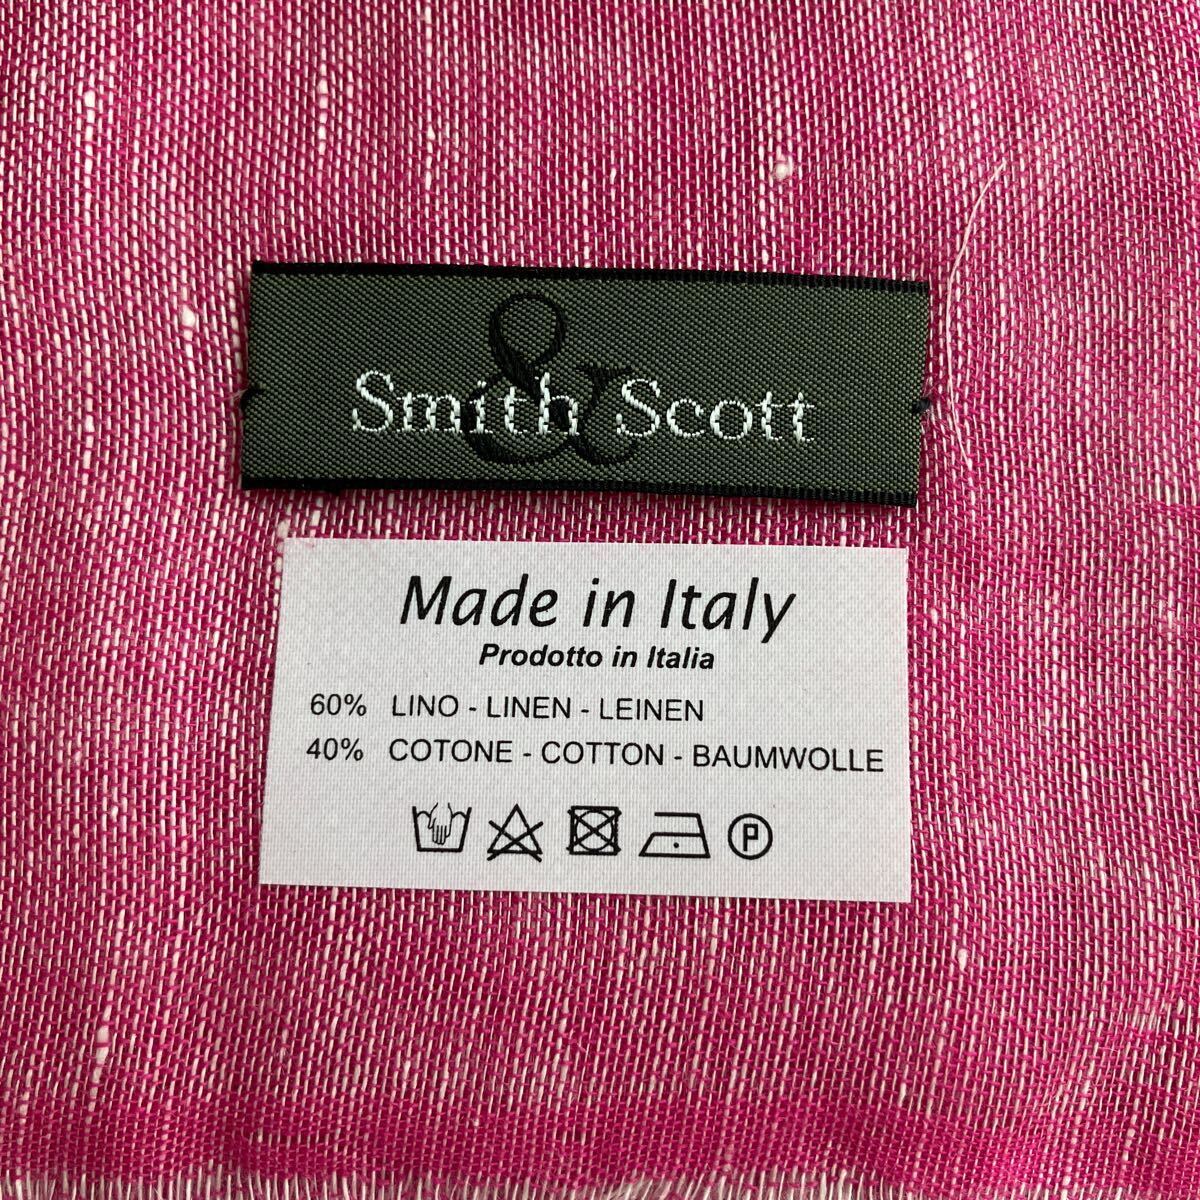 Smith & Scott
Made in Italy
Prodotto in Italia
60% LINO - LINEN - LEINEN
40% COTONE - COTTON - BAUMWOLLE
P